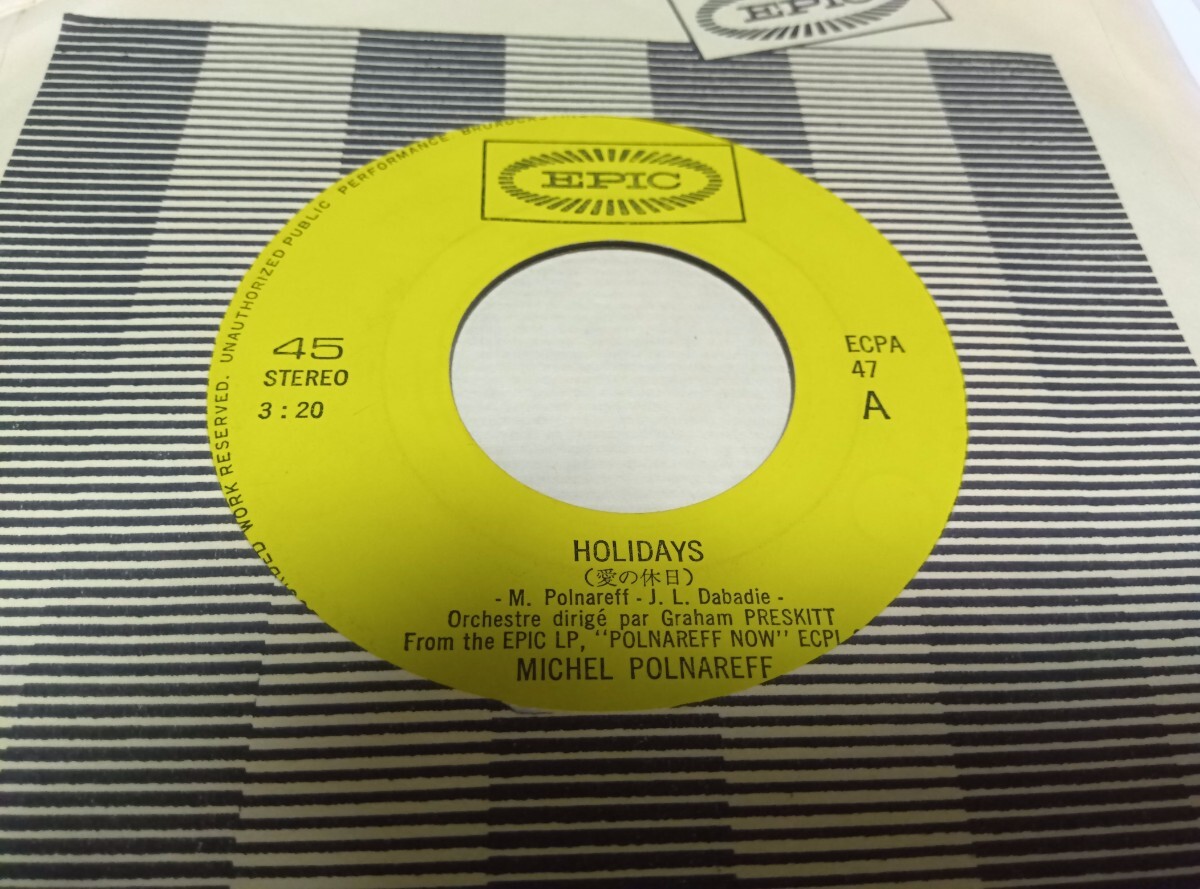 EPIC
UNAUTHORIZED PUBLIC PERFORMANCE
WORK RESERVED.
EPIC
45
STEREO
3:20
ECPA
47
A
HOLIDAYS
(愛の休日)
- M. Polnareff - J. L. Dabadie -
Orchestre dirigé par Graham PRESKITT
From the EPIC LP, "POLNAREFF NOW" ECPL
MICHEL POLNAREFF